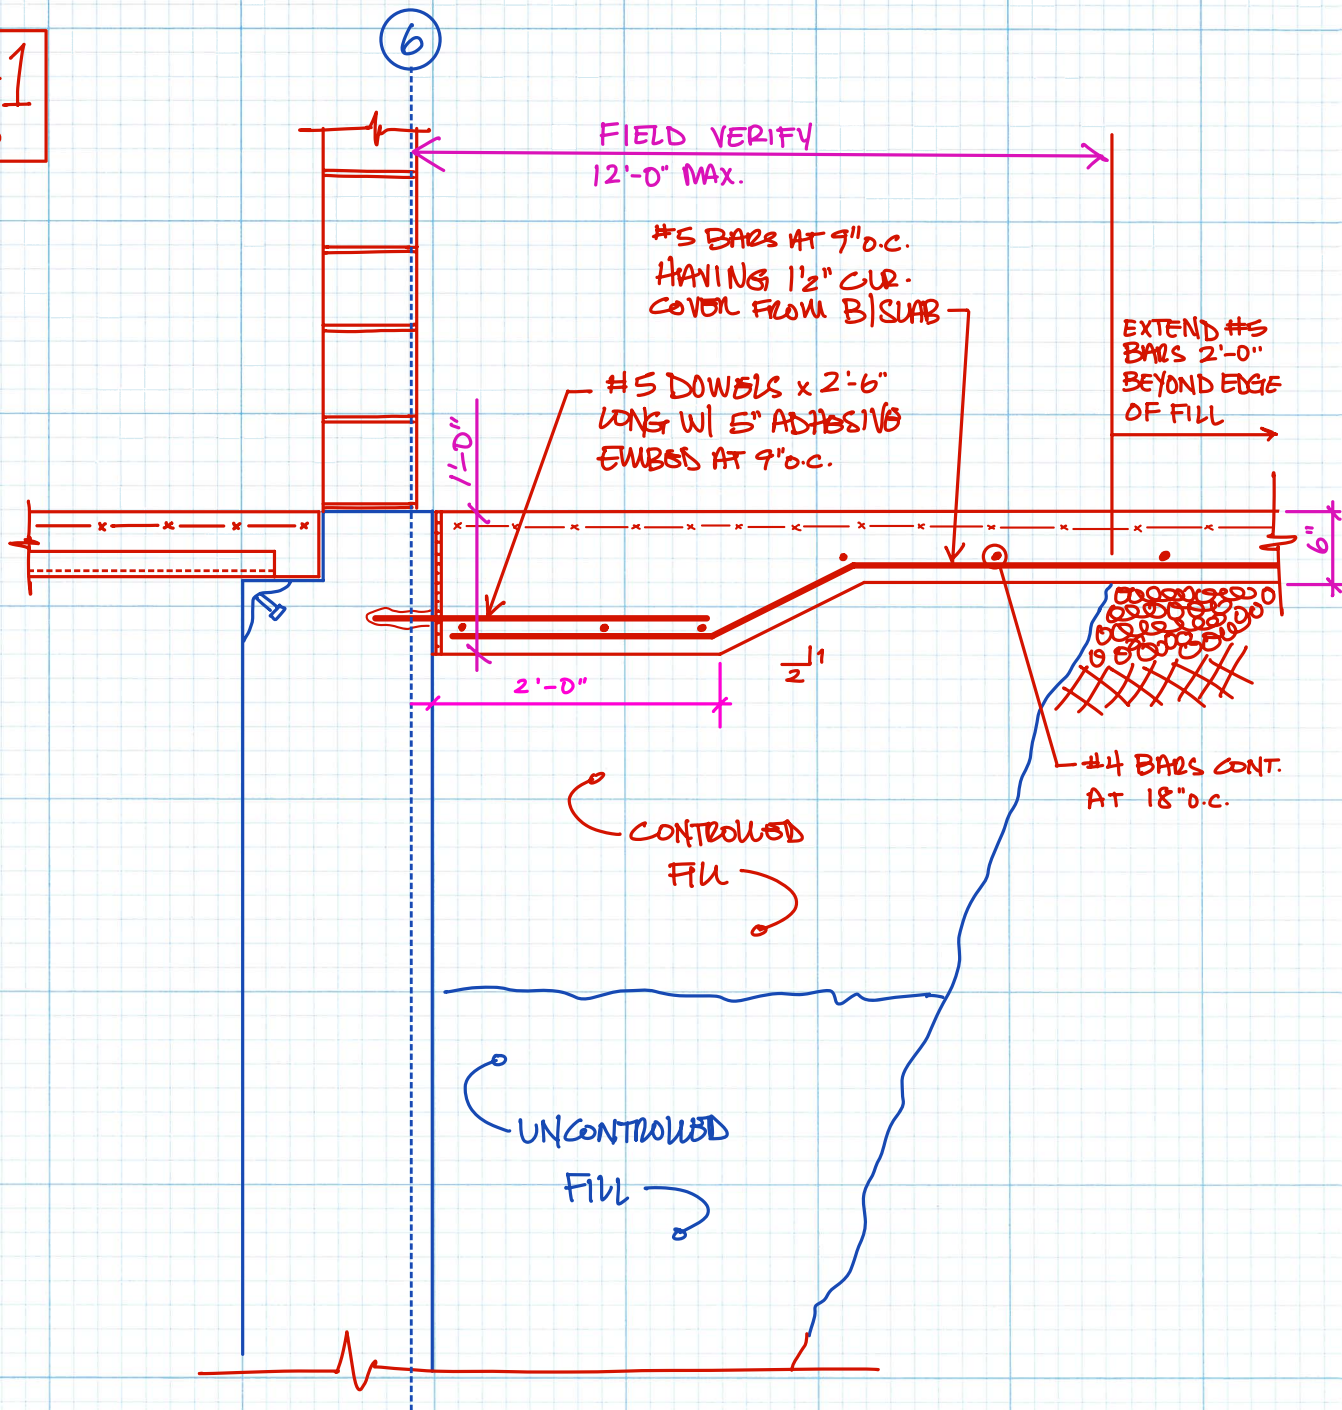 6
1
FIELD VERIFY
12'-0" MAX.
#5 BARS AT 9" O.C.
HAVING 1½" CLR.
COVER FROM B/SLAB
EXTEND #5
BARS 2'-0"
BEYOND EDGE
OF FILL
#5 DOWELS x 2'-6"
LONG W/ 5" ADHESIVE
EMBED AT 9" O.C.
1'-0"
6"
2'-0"
1
2
#4 BARS CONT.
AT 18" O.C.
CONTROLLED
FILL
UNCONTROLLED
FILL